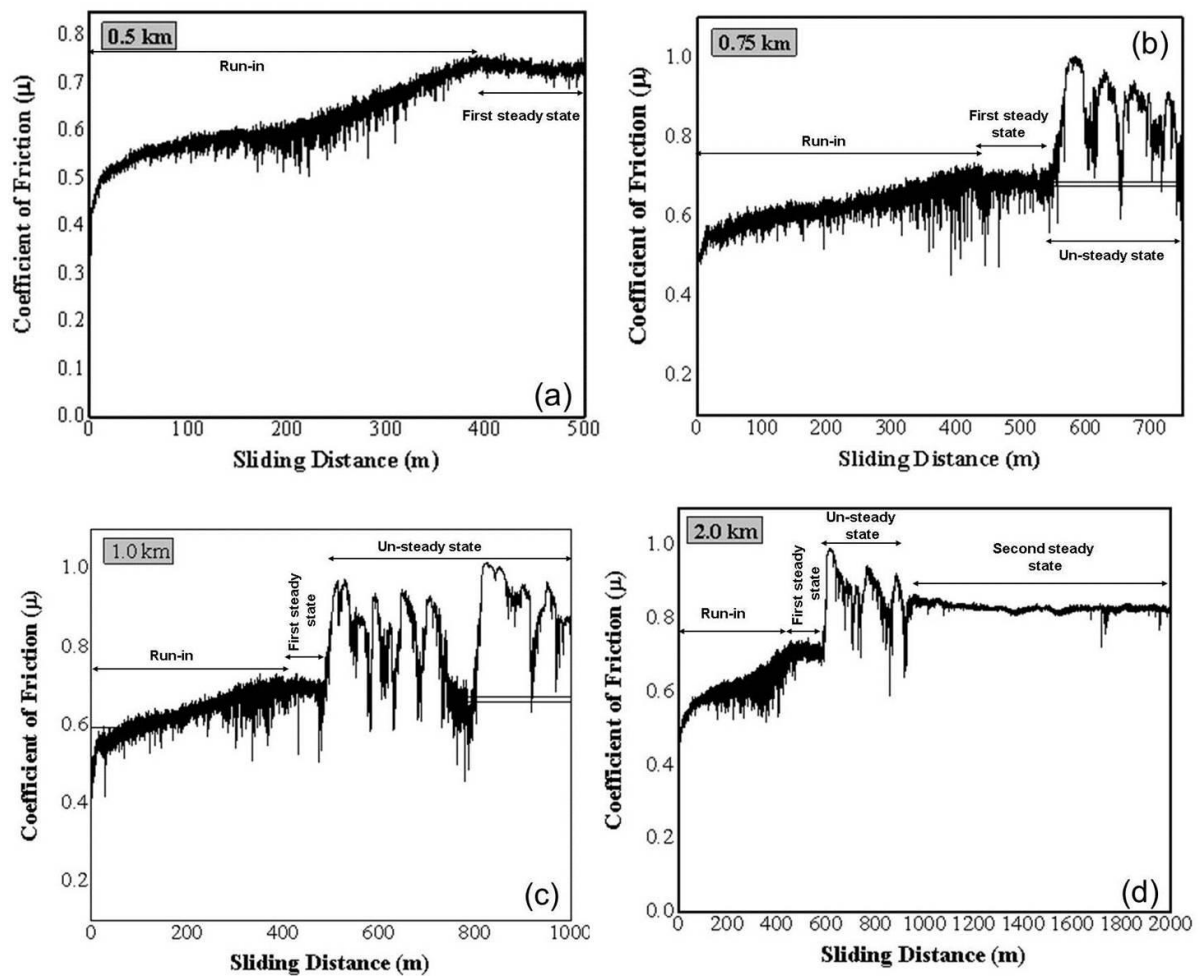 0.5 km
Run-in
First steady state
0.8
0.7
0.6
0.5
0.4
0.3
0.2
0.1
0.0
Coefficient of Friction (μ)
(a)
0 100 200 300 400 500
Sliding Distance (m)
0.75 km
(b)
Run-in
First steady
state
Un-steady state
1.0
0.8
0.6
0.4
0.2
Coefficient of Friction (μ)
0 100 200 300 400 500 600 700
Sliding Distance (m)
1.0 km
Un-steady state
Run-in
First steady
state
1.0
0.8
0.6
0.4
0.2
Coefficient of Friction (μ)
(c)
0 200 400 600 800 1000
Sliding Distance (m)
2.0 km
Un-steady
state
Run-in
First steady
state
Second steady
state
1.0
0.8
0.6
0.4
0.2
0.0
Coefficient of Friction (μ)
(d)
0 200 400 600 800 1000 1200 1400 1600 1800 2000
Sliding Distance (m)